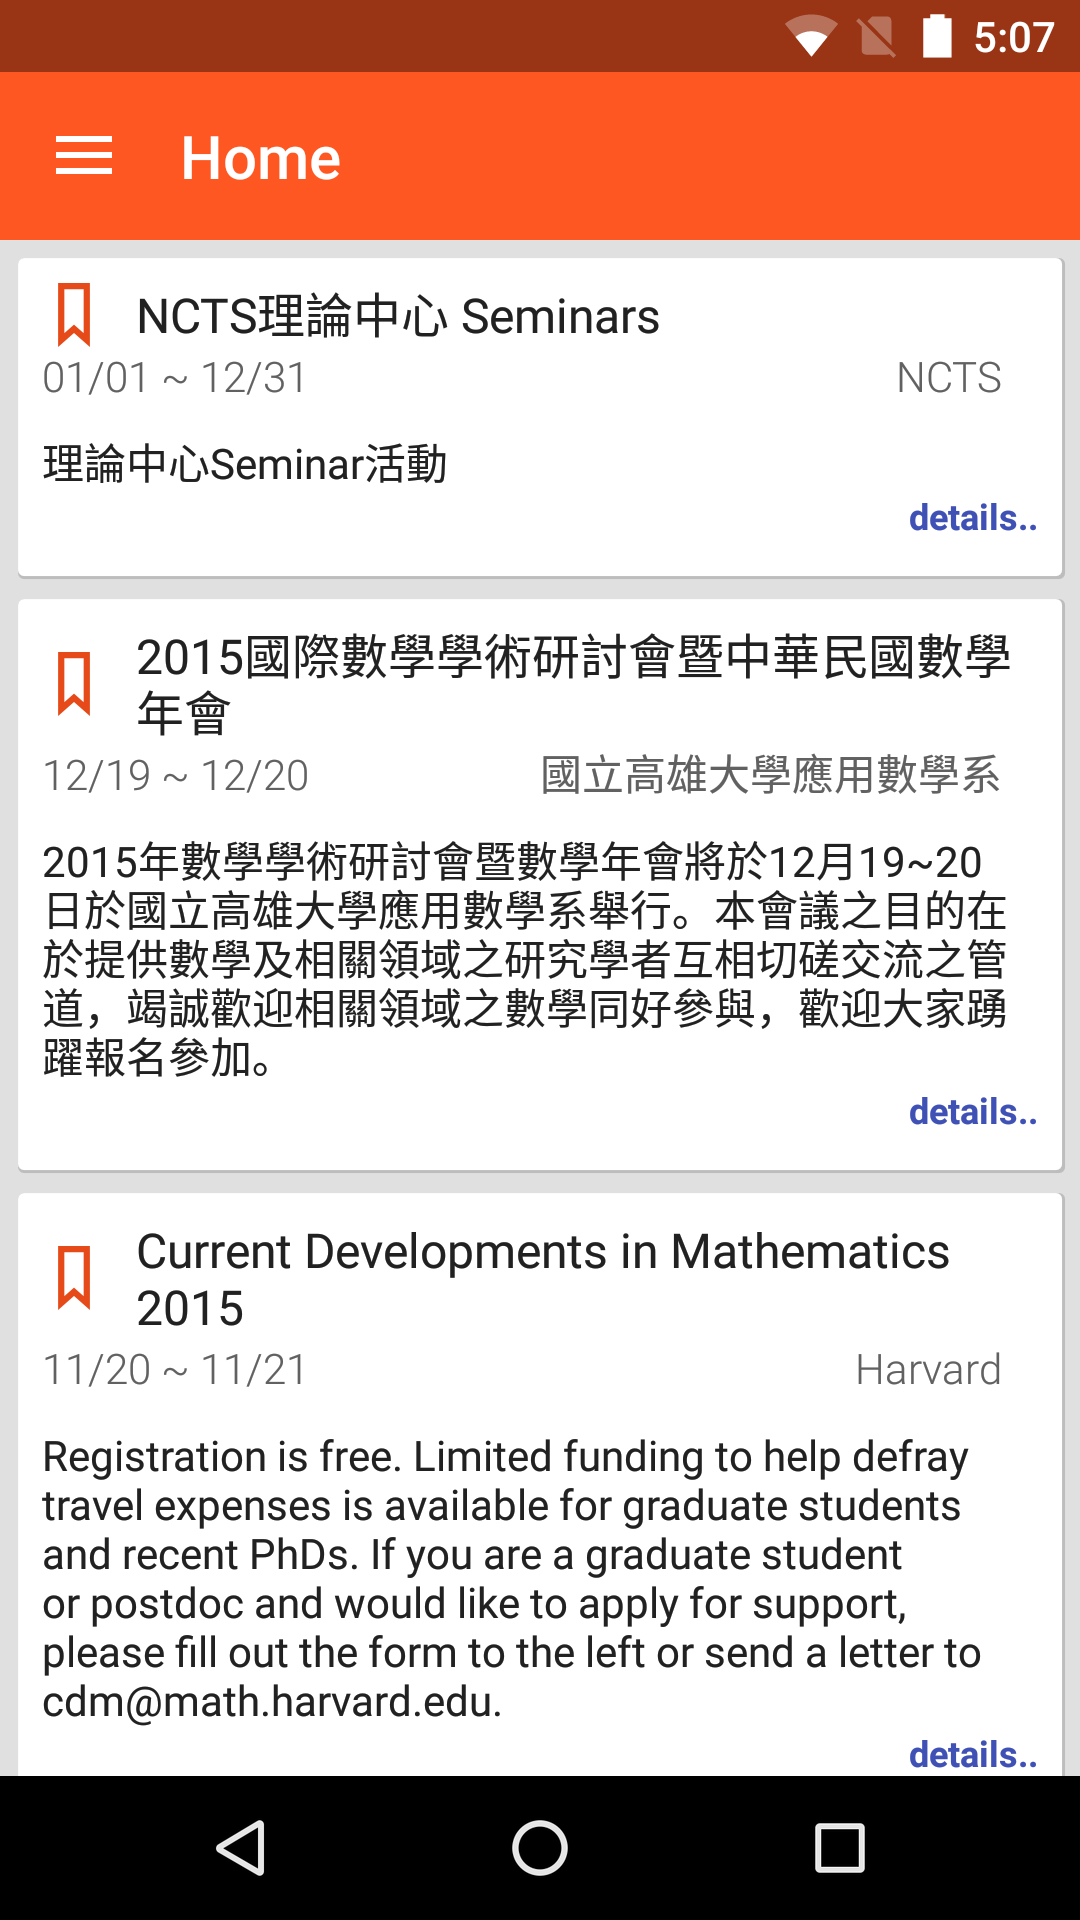 5:07
Home
NCTS理論中心 Seminars
01/01 ~ 12/31 NCTS
理論中心Seminar活動
details..
2015國際數學學術研討會暨中華民國數學
年會
12/19 ~ 12/20 國立高雄大學應用數學系
2015年數學學術研討會暨數學年會將於12月19~20
日於國立高雄大學應用數學系舉行。本會議之目的在
於提供數學及相關領域之研究學者互相切磋交流之管
道，竭誠歡迎相關領域之數學同好參與，歡迎大家踴
躍報名參加。
details..
Current Developments in Mathematics
2015
11/20 ~ 11/21 Harvard
Registration is free. Limited funding to help defray
travel expenses is available for graduate students
and recent PhDs. If you are a graduate student
or postdoc and would like to apply for support,
please fill out the form to the left or send a letter to
cdm@math.harvard.edu.
details..